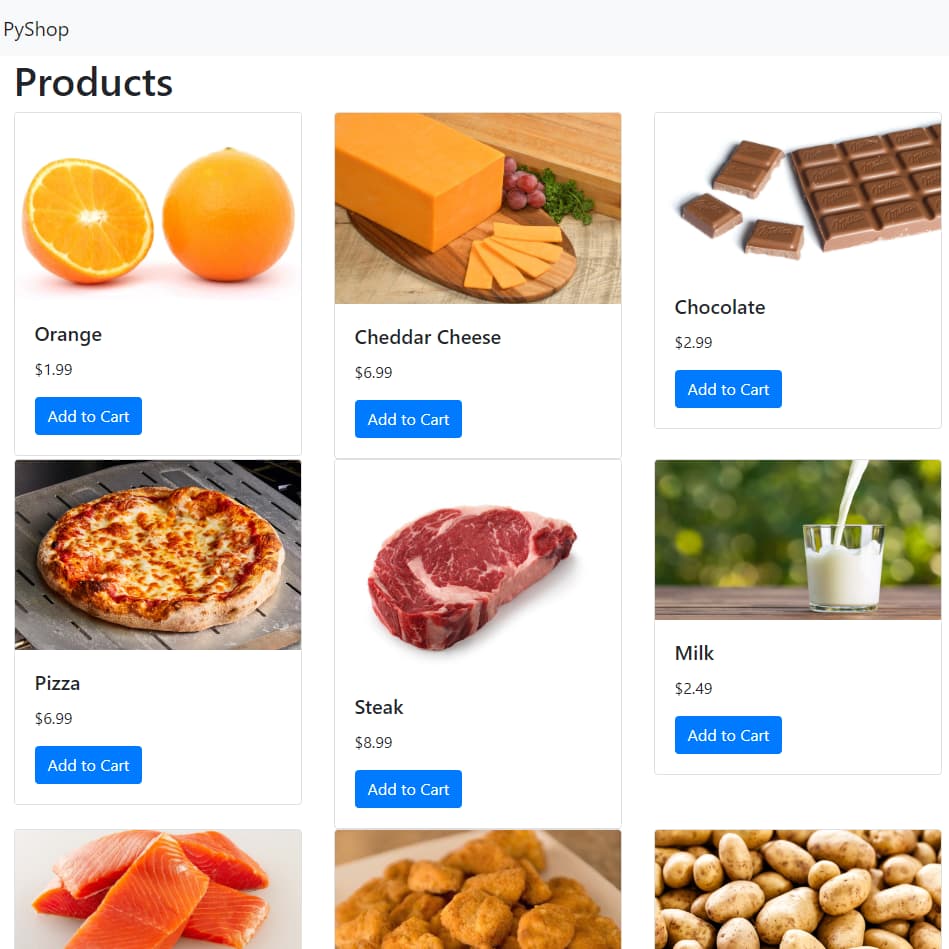 PyShop
Products
Orange
$1.99
Add to Cart
Cheddar Cheese
$6.99
Add to Cart
Chocolate
$2.99
Add to Cart
Pizza
$6.99
Add to Cart
Steak
$8.99
Add to Cart
Milk
$2.49
Add to Cart